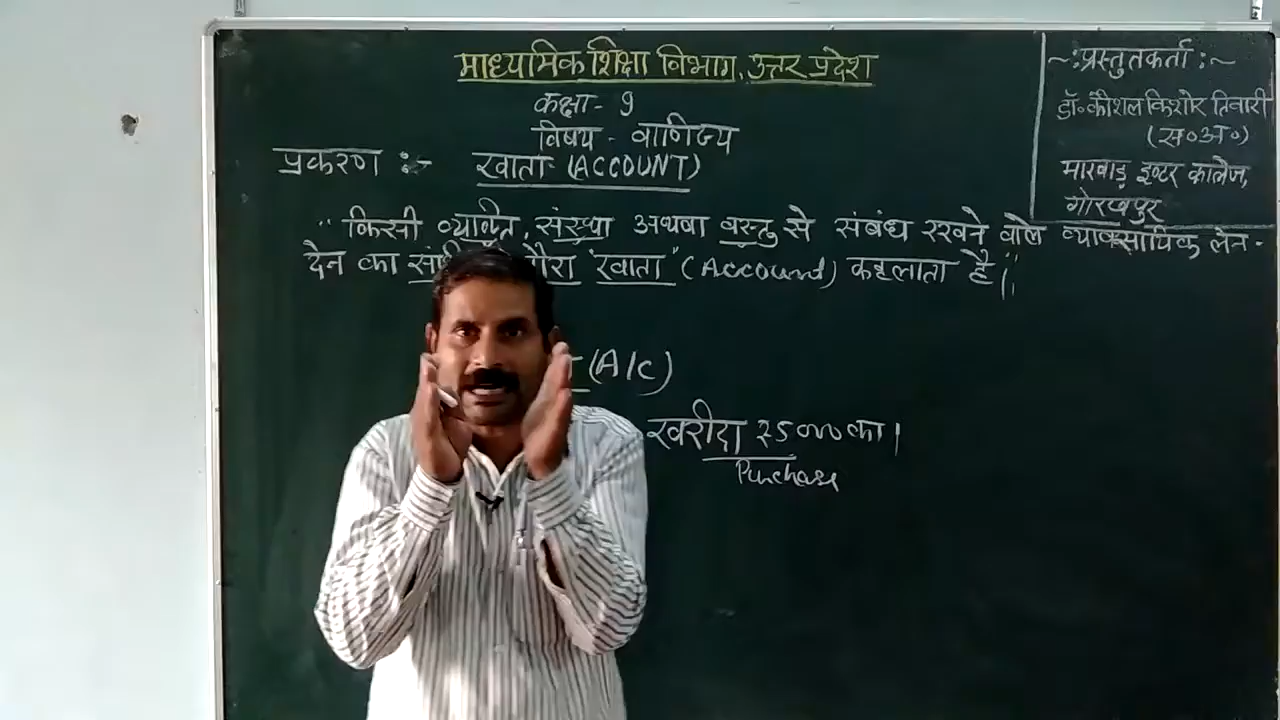 माध्यमिक शिक्षा विभाग, उत्तर प्रदेश
कक्षा - 9
विषय - वाणिज्य
प्रकरण :- खाता (ACCOUNT)
~:प्रस्तुतकर्ता:~
डॉ॰ कौशल किशोर तिवारी
(स॰अ॰)
मारवाड़ इण्टर कालेज,
गोरखपुर
"किसी व्यक्ति, संस्था अथवा वस्तु से संबंध रखने वाले व्यावसायिक लेन-
देन का "खाता" (Account) कहलाता है।"
(A/C)
खरीदा ₹5000 का।
Purchase